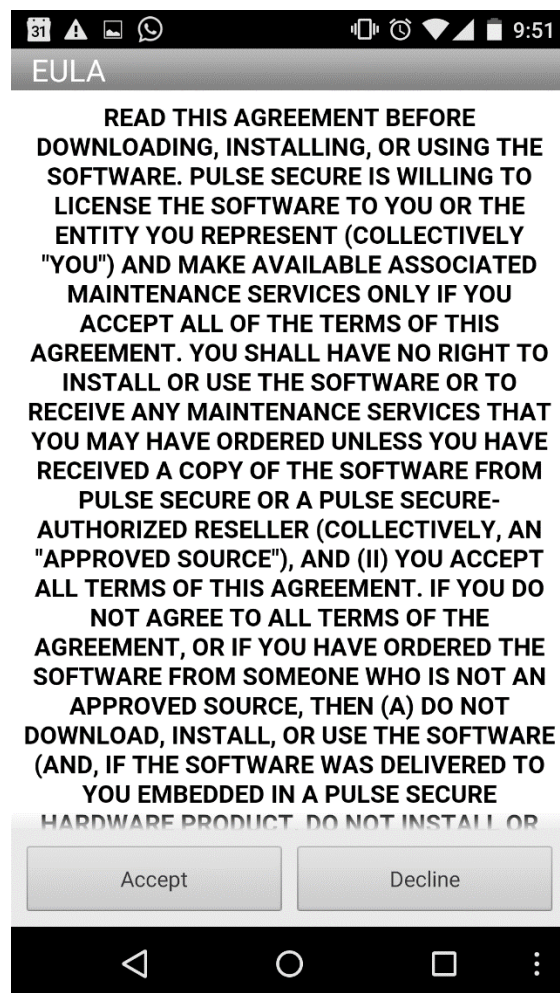 31
9:51
EULA
READ THIS AGREEMENT BEFORE
DOWNLOADING, INSTALLING, OR USING THE
SOFTWARE. PULSE SECURE IS WILLING TO
LICENSE THE SOFTWARE TO YOU OR THE
ENTITY YOU REPRESENT (COLLECTIVELY
"YOU") AND MAKE AVAILABLE ASSOCIATED
MAINTENANCE SERVICES ONLY IF YOU
ACCEPT ALL OF THE TERMS OF THIS
AGREEMENT. YOU SHALL HAVE NO RIGHT TO
INSTALL OR USE THE SOFTWARE OR TO
RECEIVE ANY MAINTENANCE SERVICES THAT
YOU MAY HAVE ORDERED UNLESS YOU HAVE
RECEIVED A COPY OF THE SOFTWARE FROM
PULSE SECURE OR A PULSE SECURE-
AUTHORIZED RESELLER (COLLECTIVELY, AN
"APPROVED SOURCE"), AND (II) YOU ACCEPT
ALL TERMS OF THIS AGREEMENT. IF YOU DO
NOT AGREE TO ALL TERMS OF THE
AGREEMENT, OR IF YOU HAVE ORDERED THE
SOFTWARE FROM SOMEONE WHO IS NOT AN
APPROVED SOURCE, THEN (A) DO NOT
DOWNLOAD, INSTALL, OR USE THE SOFTWARE
(AND, IF THE SOFTWARE WAS DELIVERED TO
YOU EMBEDDED IN A PULSE SECURE
HARDWARE PRODUCT, DO NOT INSTALL OR
Accept
Decline